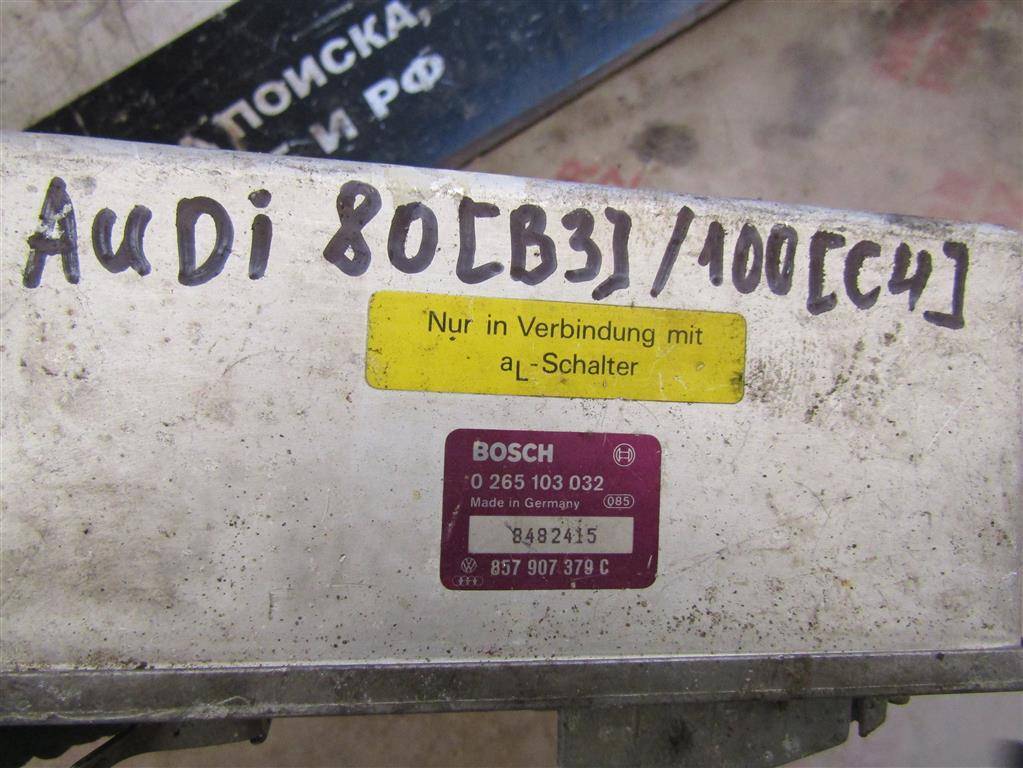 ПОИСКА,
И РФ
AuDi 80[B3]/100[C4]
Nur in Verbindung mit
aL-Schalter
BOSCH
0 265 103 032
Made in Germany 085
8482415
857 907 379 C